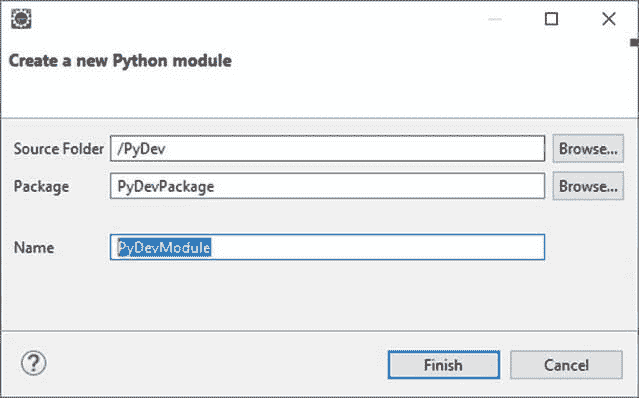 Create a new Python module
Source Folder /PyDev Browse...
Package PyDevPackage Browse...
Name PyDevModule
? Finish Cancel